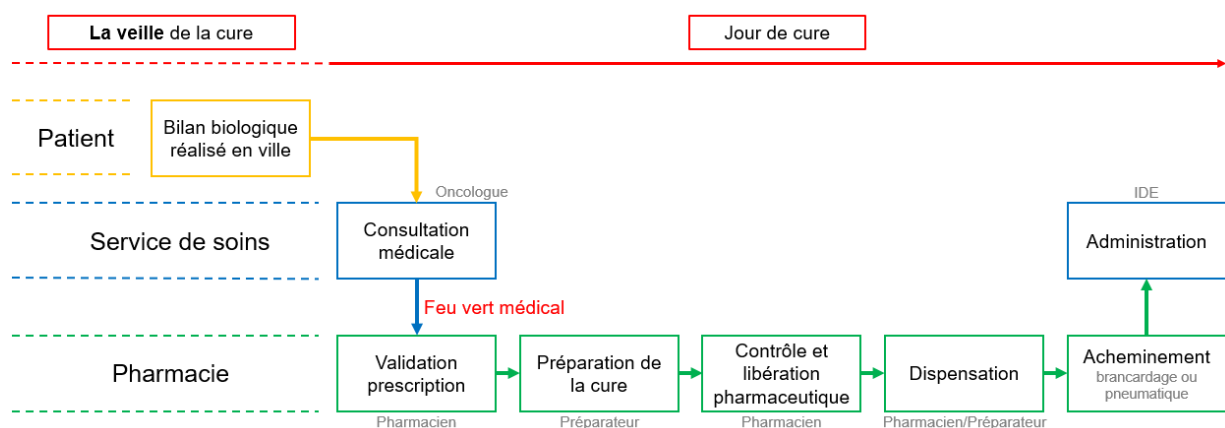 La veille de la cure
Jour de cure
Patient
Bilan biologique
réalisé en ville
Oncologue
IDE
Service de soins
Consultation
médicale
Administration
Feu vert médical
Pharmacie
Validation
prescription
Préparation de
la cure
Contrôle et
libération
pharmaceutique
Dispensation
Acheminement
brancardage ou
pneumatique
Pharmacien
Préparateur
Pharmacien
Pharmacien/Préparateur